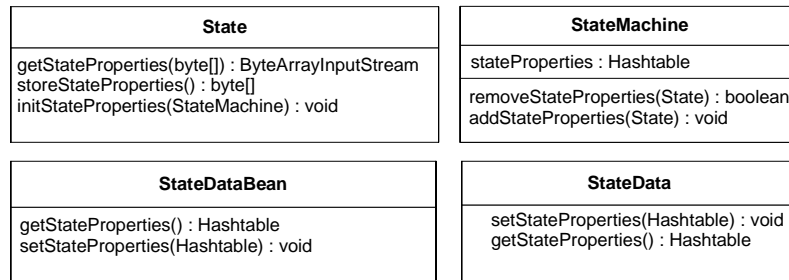 State
getStateProperties(byte[]) : ByteArrayInputStream
storeStateProperties() : byte[]
initStateProperties(StateMachine) : void
StateMachine
stateProperties : Hashtable
removeStateProperties(State) : boolean
addStateProperties(State) : void
StateDataBean
getStateProperties() : Hashtable
setStateProperties(Hashtable) : void
StateData
setStateProperties(Hashtable) : void
getStateProperties() : Hashtable